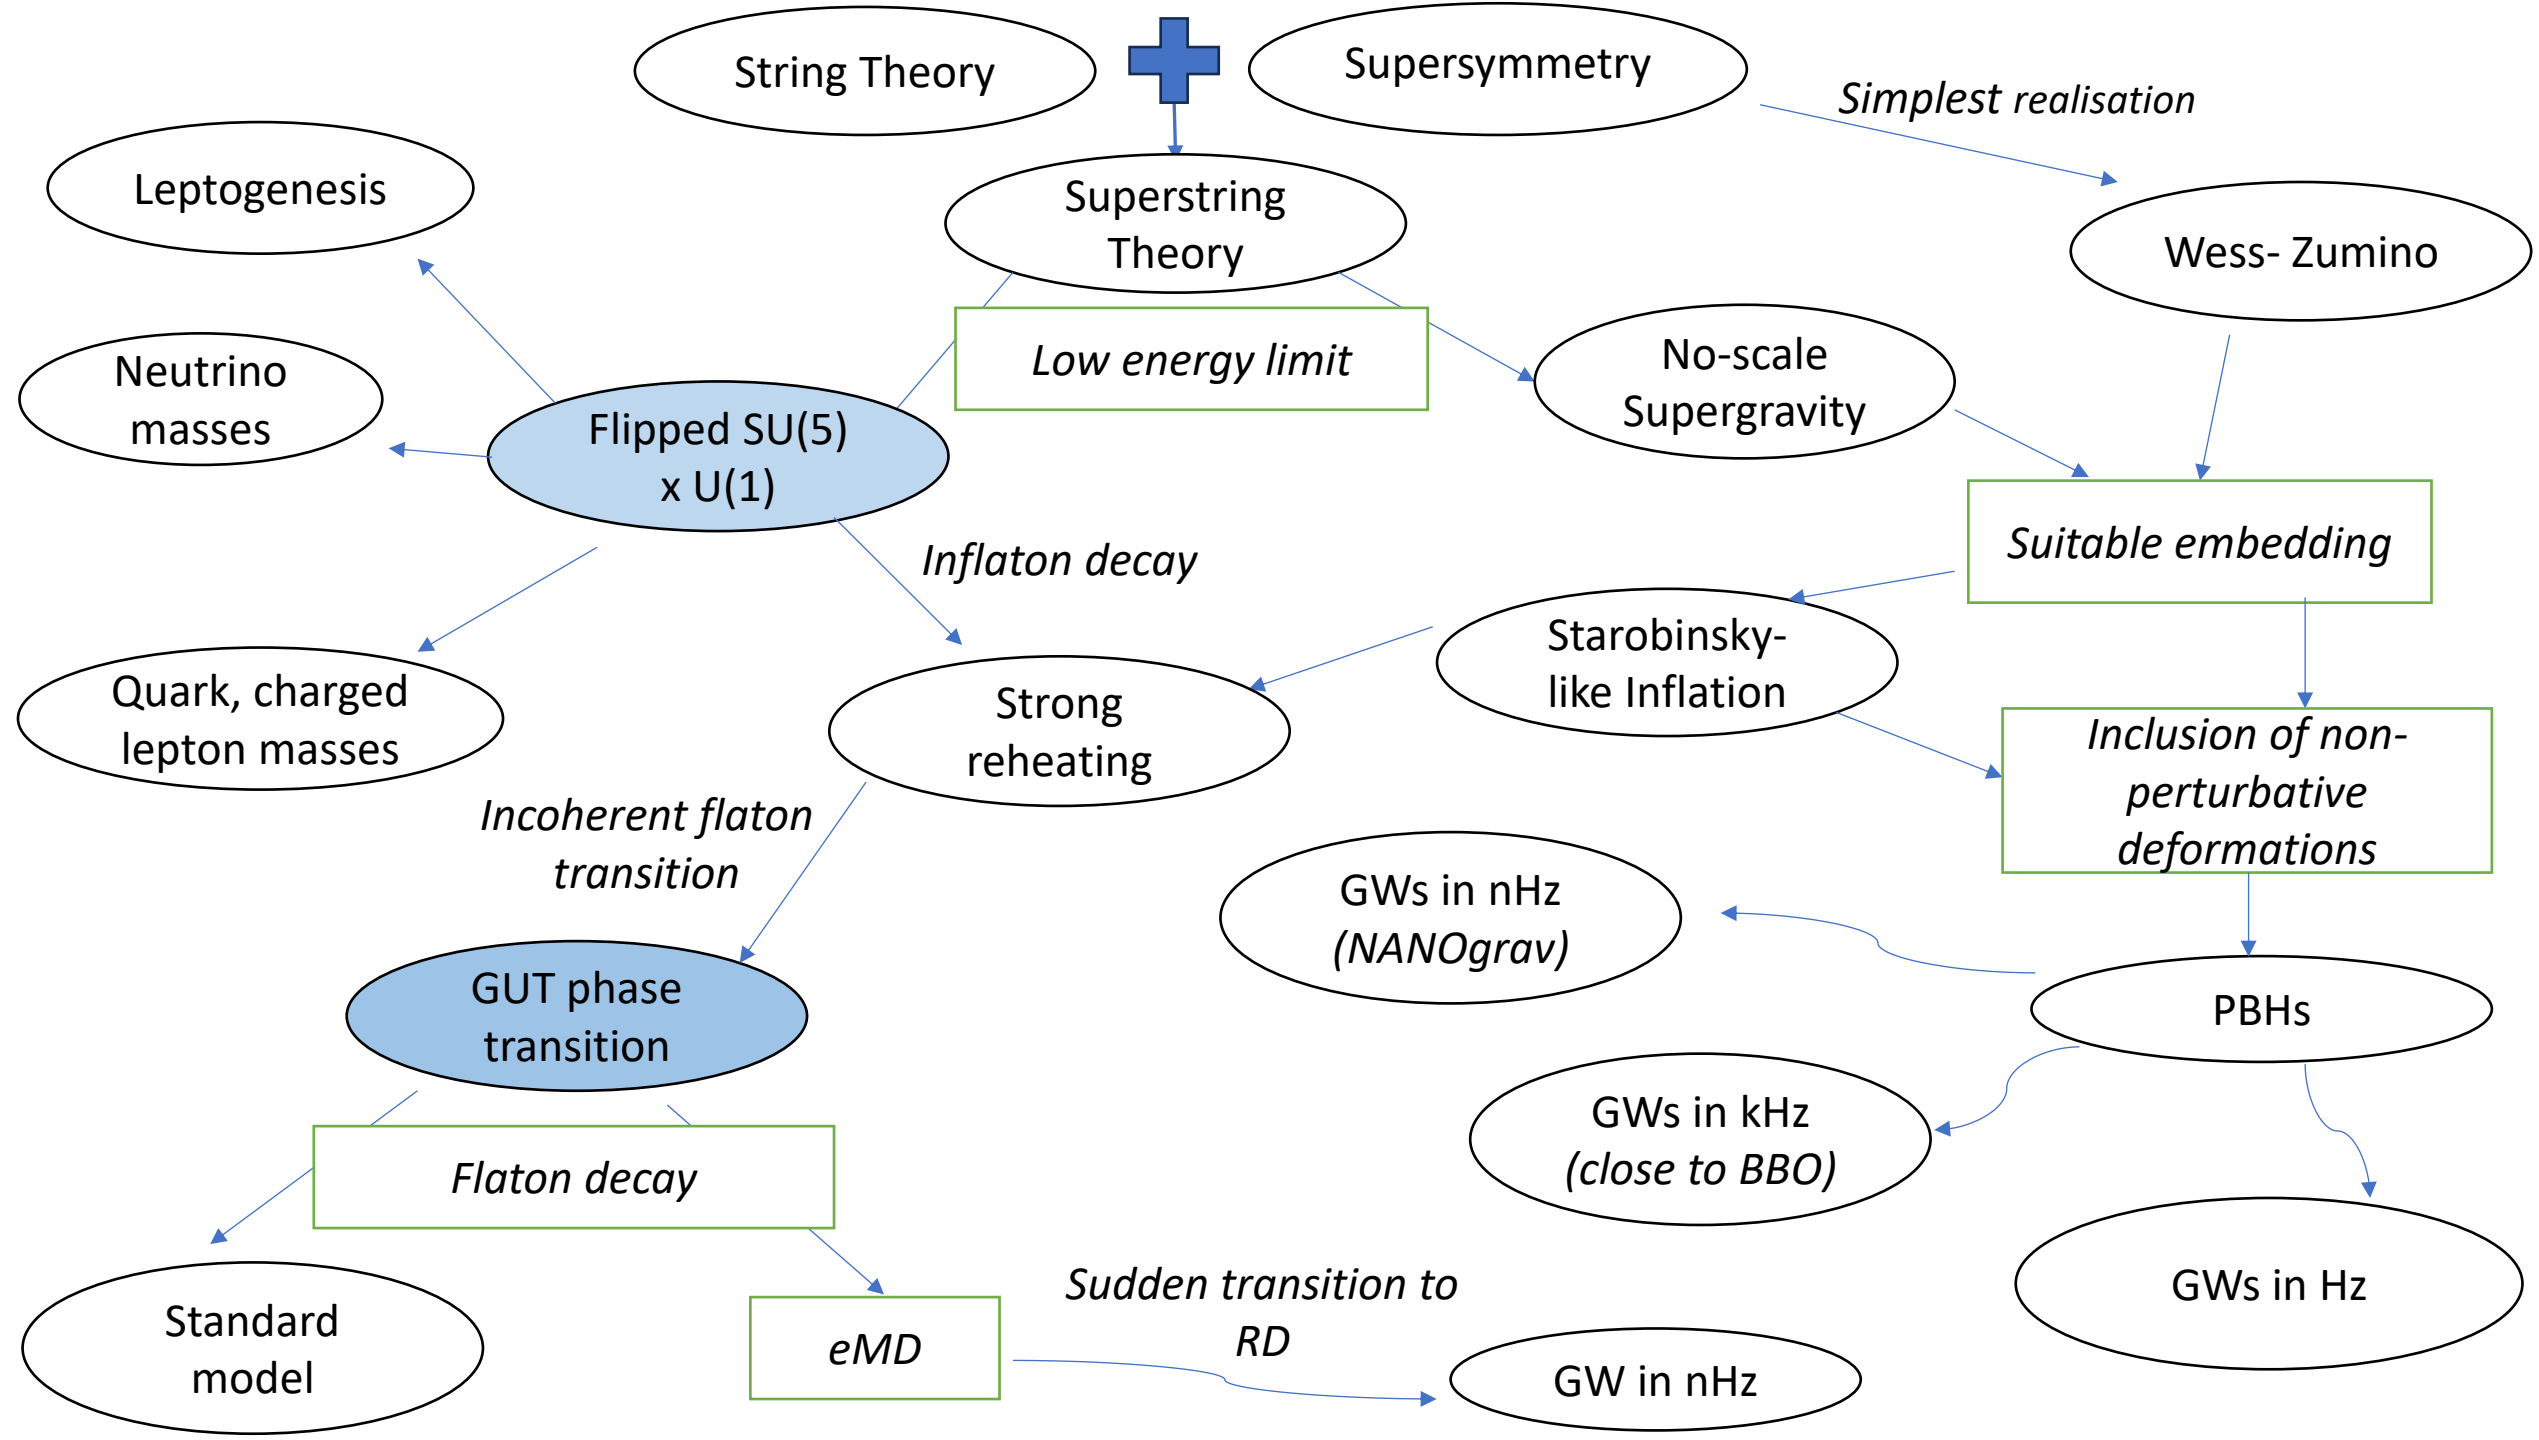 String Theory
Supersymmetry
Simplest realisation
Leptogenesis
Superstring
Theory
Wess- Zumino
Neutrino
masses
Low energy limit
No-scale
Supergravity
Flipped SU(5)
x U(1)
Inflaton decay
Suitable embedding
Quark, charged
lepton masses
Strong
reheating
Starobinsky-
like Inflation
Inclusion of non-
perturbative
deformations
Incoherent flaton
transition
GWs in nHz
(NANOgrav)
GUT phase
transition
PBHs
GWs in kHz
(close to BBO)
Flaton decay
GWs in Hz
Standard
model
eMD
Sudden transition to
RD
GW in nHz